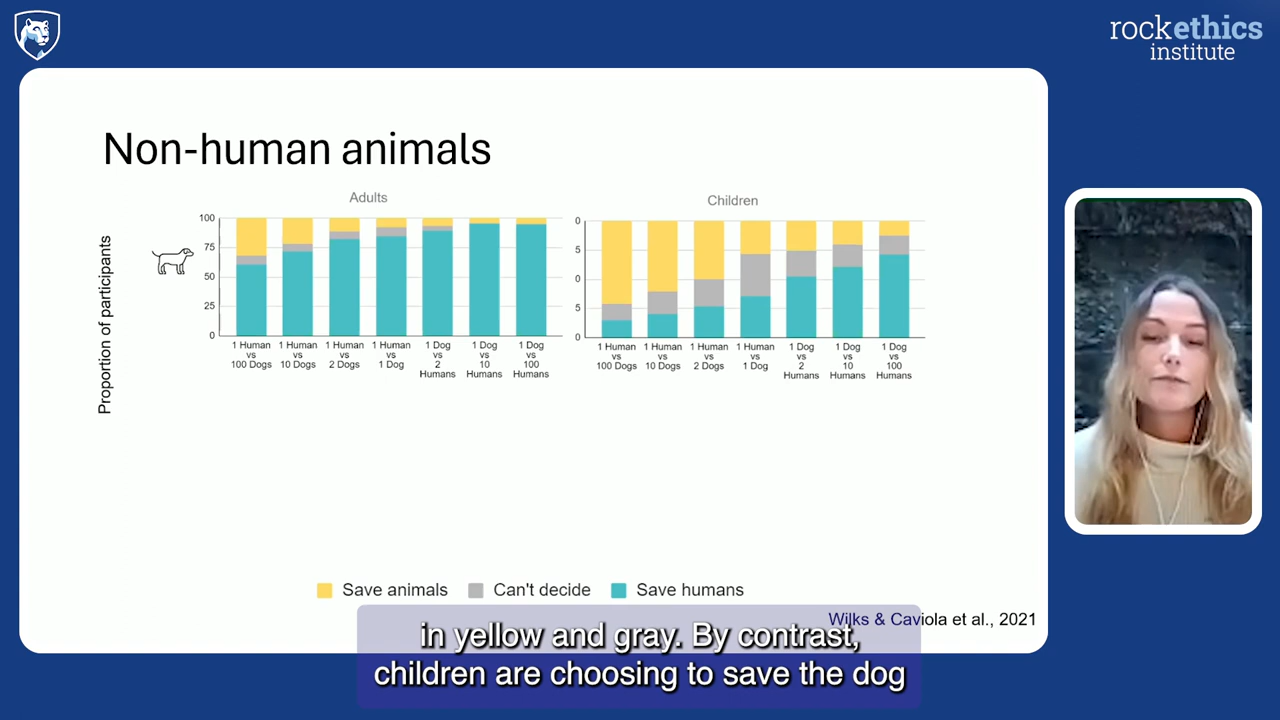 rockethics
institute
Non-human animals
Adults
Children
Proportion of participants
100
75
50
25
0
1 Human
vs
100 Dogs
1 Human
vs
10 Dogs
1 Human
vs
2 Dogs
1 Human
vs
1 Dog
1 Dog
vs
2
Humans
1 Dog
vs
10
Humans
1 Dog
vs
100
Humans
0
5
0
5
0
1 Human
vs
100 Dogs
1 Human
vs
10 Dogs
1 Human
vs
2 Dogs
1 Human
vs
1 Dog
1 Dog
vs
2
Humans
1 Dog
vs
10
Humans
1 Dog
vs
100
Humans
Save animals
Can't decide
Save humans
Wilks & Caviola et al., 2021
in yellow and gray. By contrast,
children are choosing to save the dog